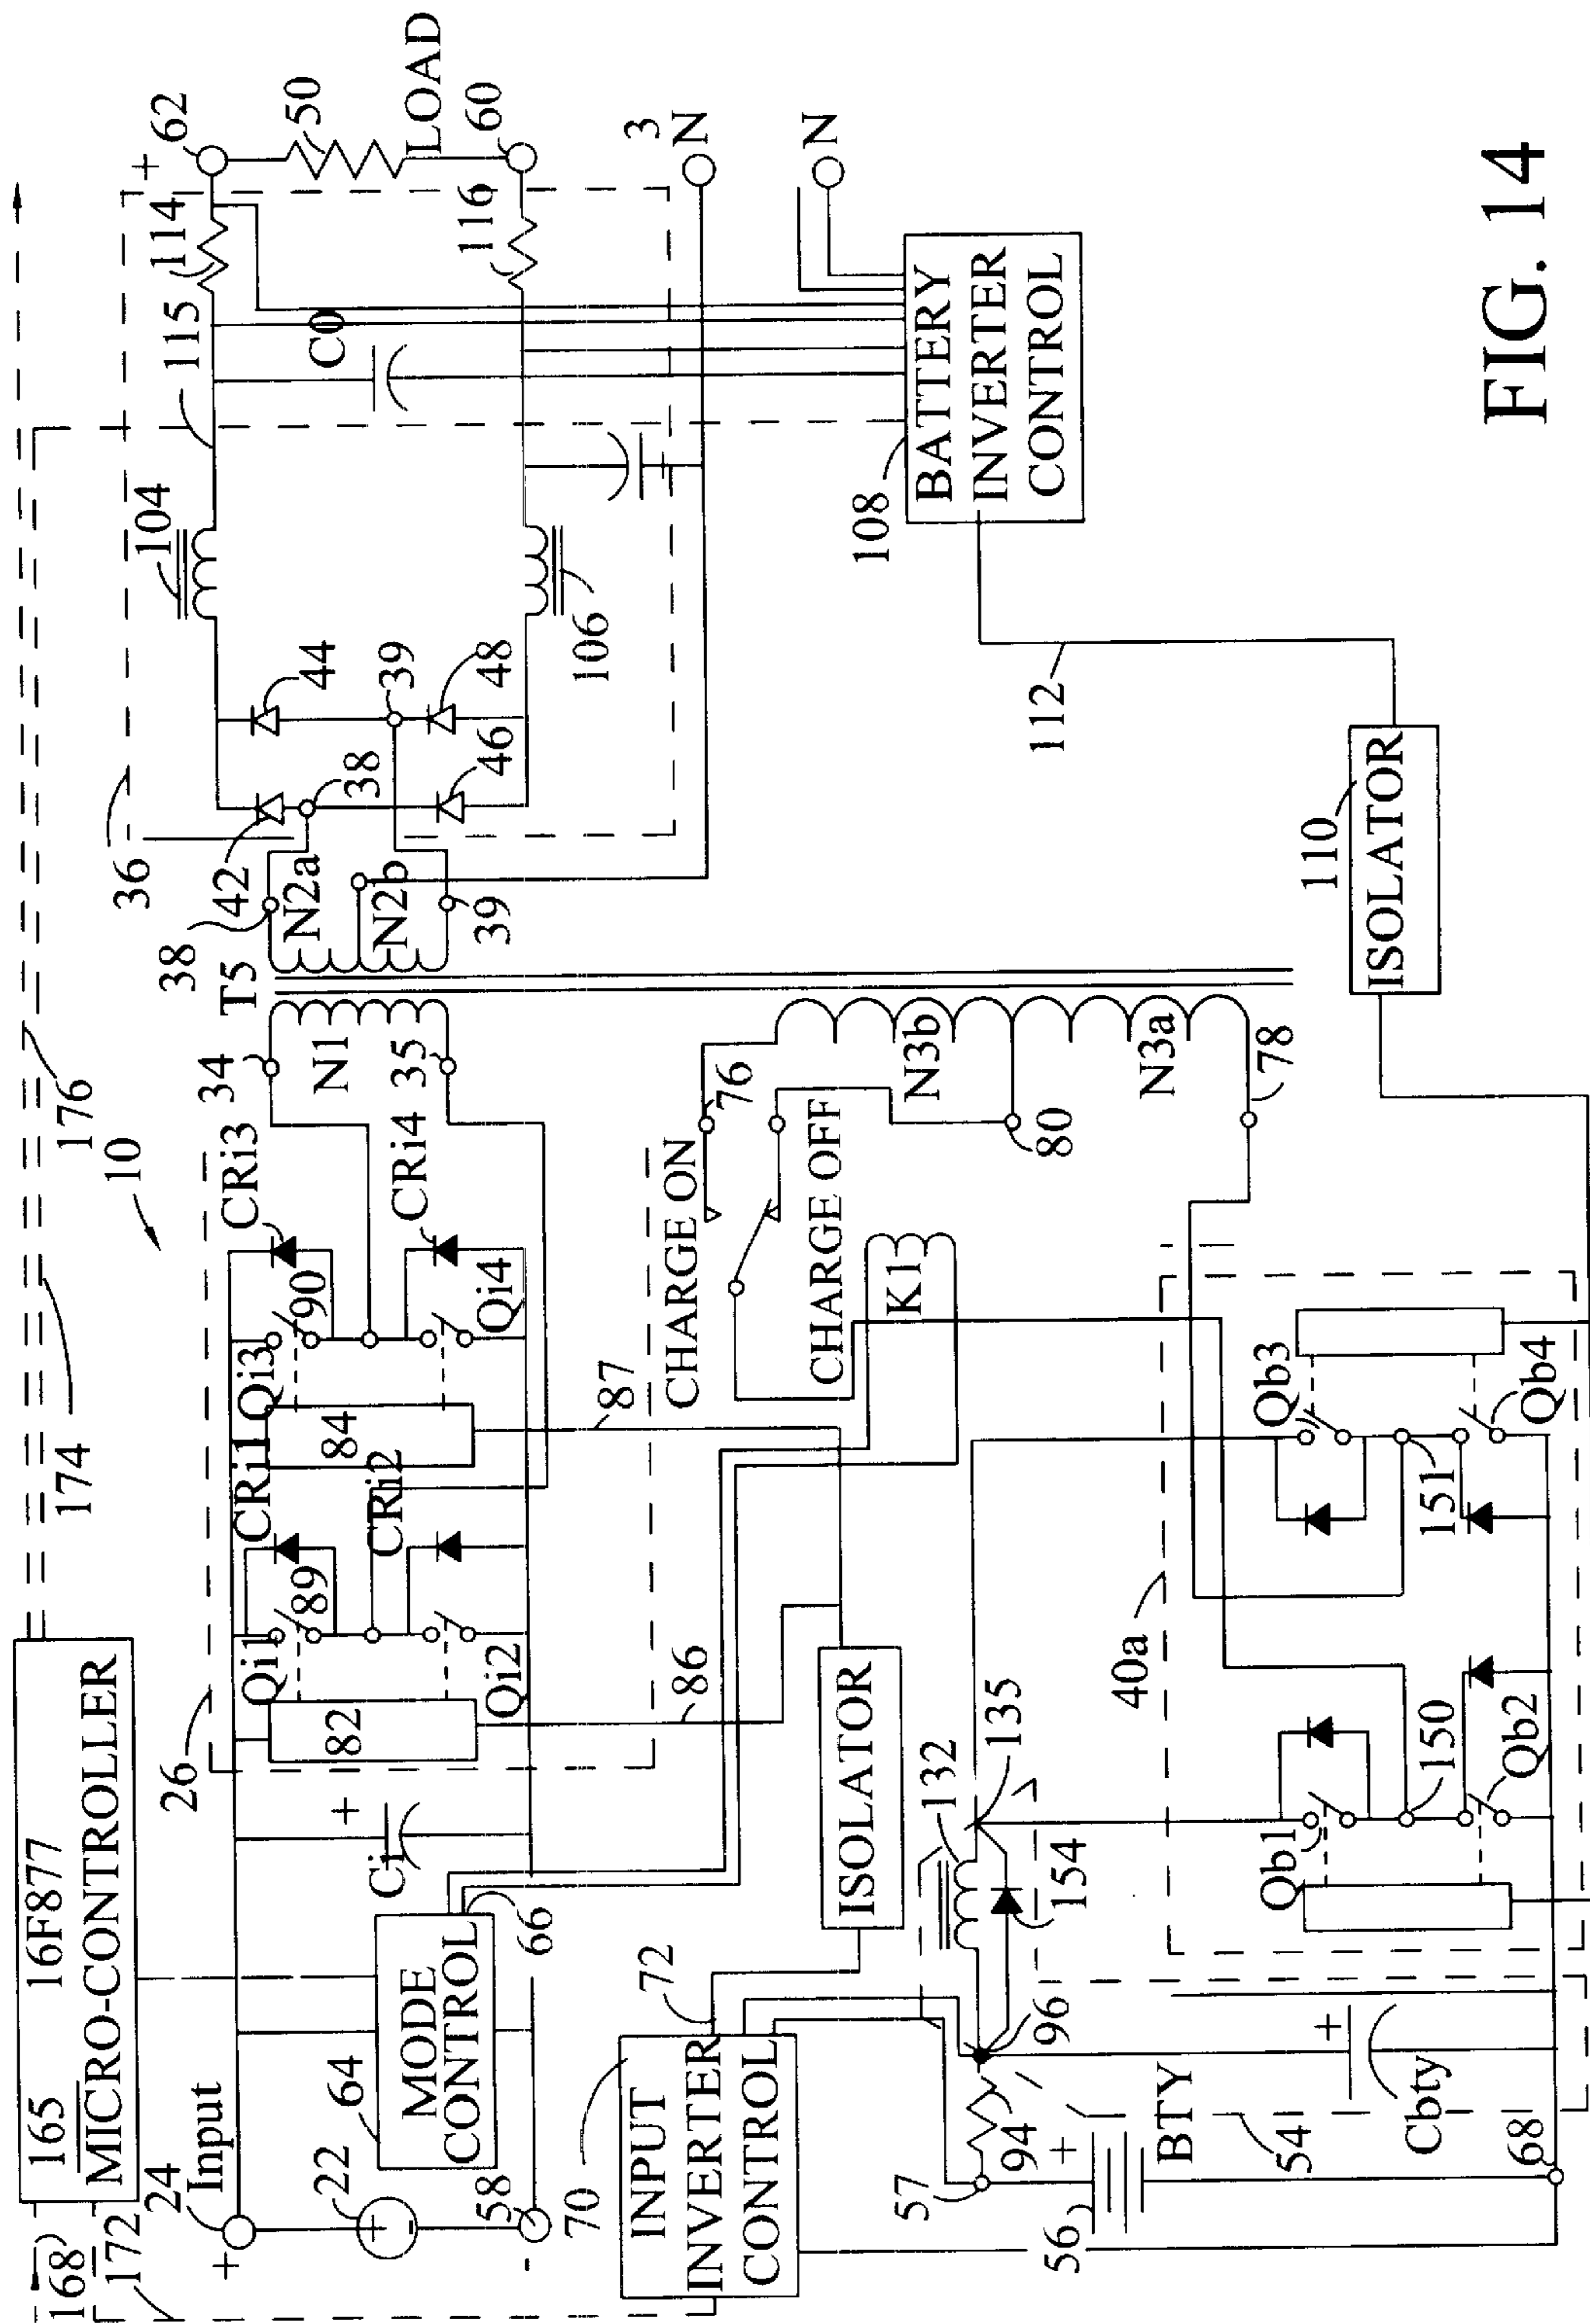 165 16F877
MICRO-CONTROLLER
168
172
174
176
10
24
Input
+
22
+
-
58
-
64
MODE
CONTROL
66
Ci
+
26
Qi1
82
Qi2
89
CRi1
CRi2
Qi3
84
90
Qi4
CRi3
CRi4
86
87
34
N1
35
T5
38
42
N2a
N2b
39
36
38
44
39
48
46
104
106
115
114
C0
116
+
62
50
LOAD
60
3
N
N
108
BATTERY
INVERTER
CONTROL
112
110
ISOLATOR
CHARGE ON
CHARGE OFF
K1
76
N3b
80
N3a
78
70
INPUT
INVERTER
CONTROL
72
ISOLATOR
132
135
154
57
94
96
56
+
BTY
54
+
Cbty
68
40a
Qb1
150
Qb2
Qb3
151
Qb4
FIG. 14